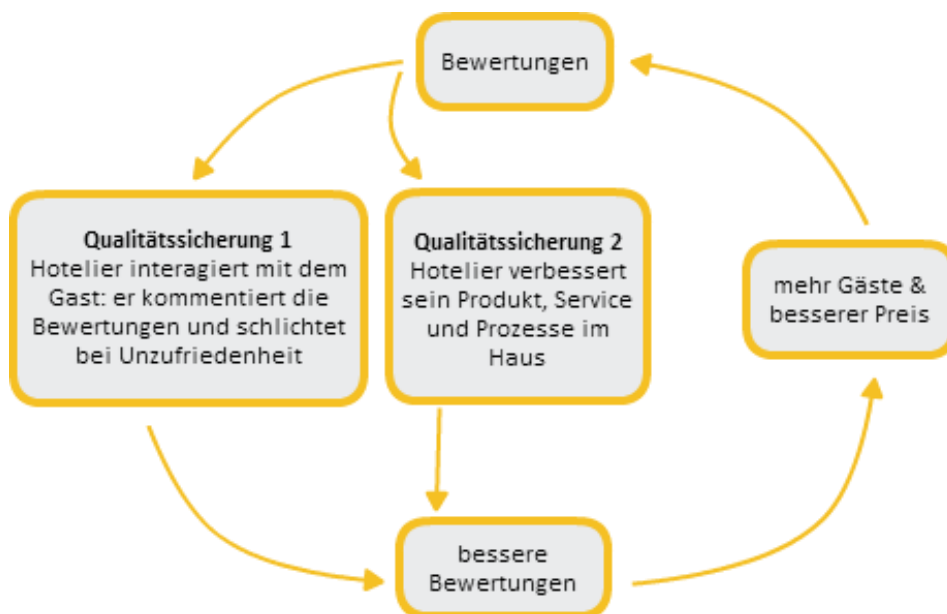 Bewertungen
Qualitätssicherung 1
Hotelier interagiert mit dem
Gast: er kommentiert die
Bewertungen und schlichtet
bei Unzufriedenheit
Qualitätssicherung 2
Hotelier verbessert
sein Produkt, Service
und Prozesse im
Haus
mehr Gäste &
besserer Preis
bessere
Bewertungen